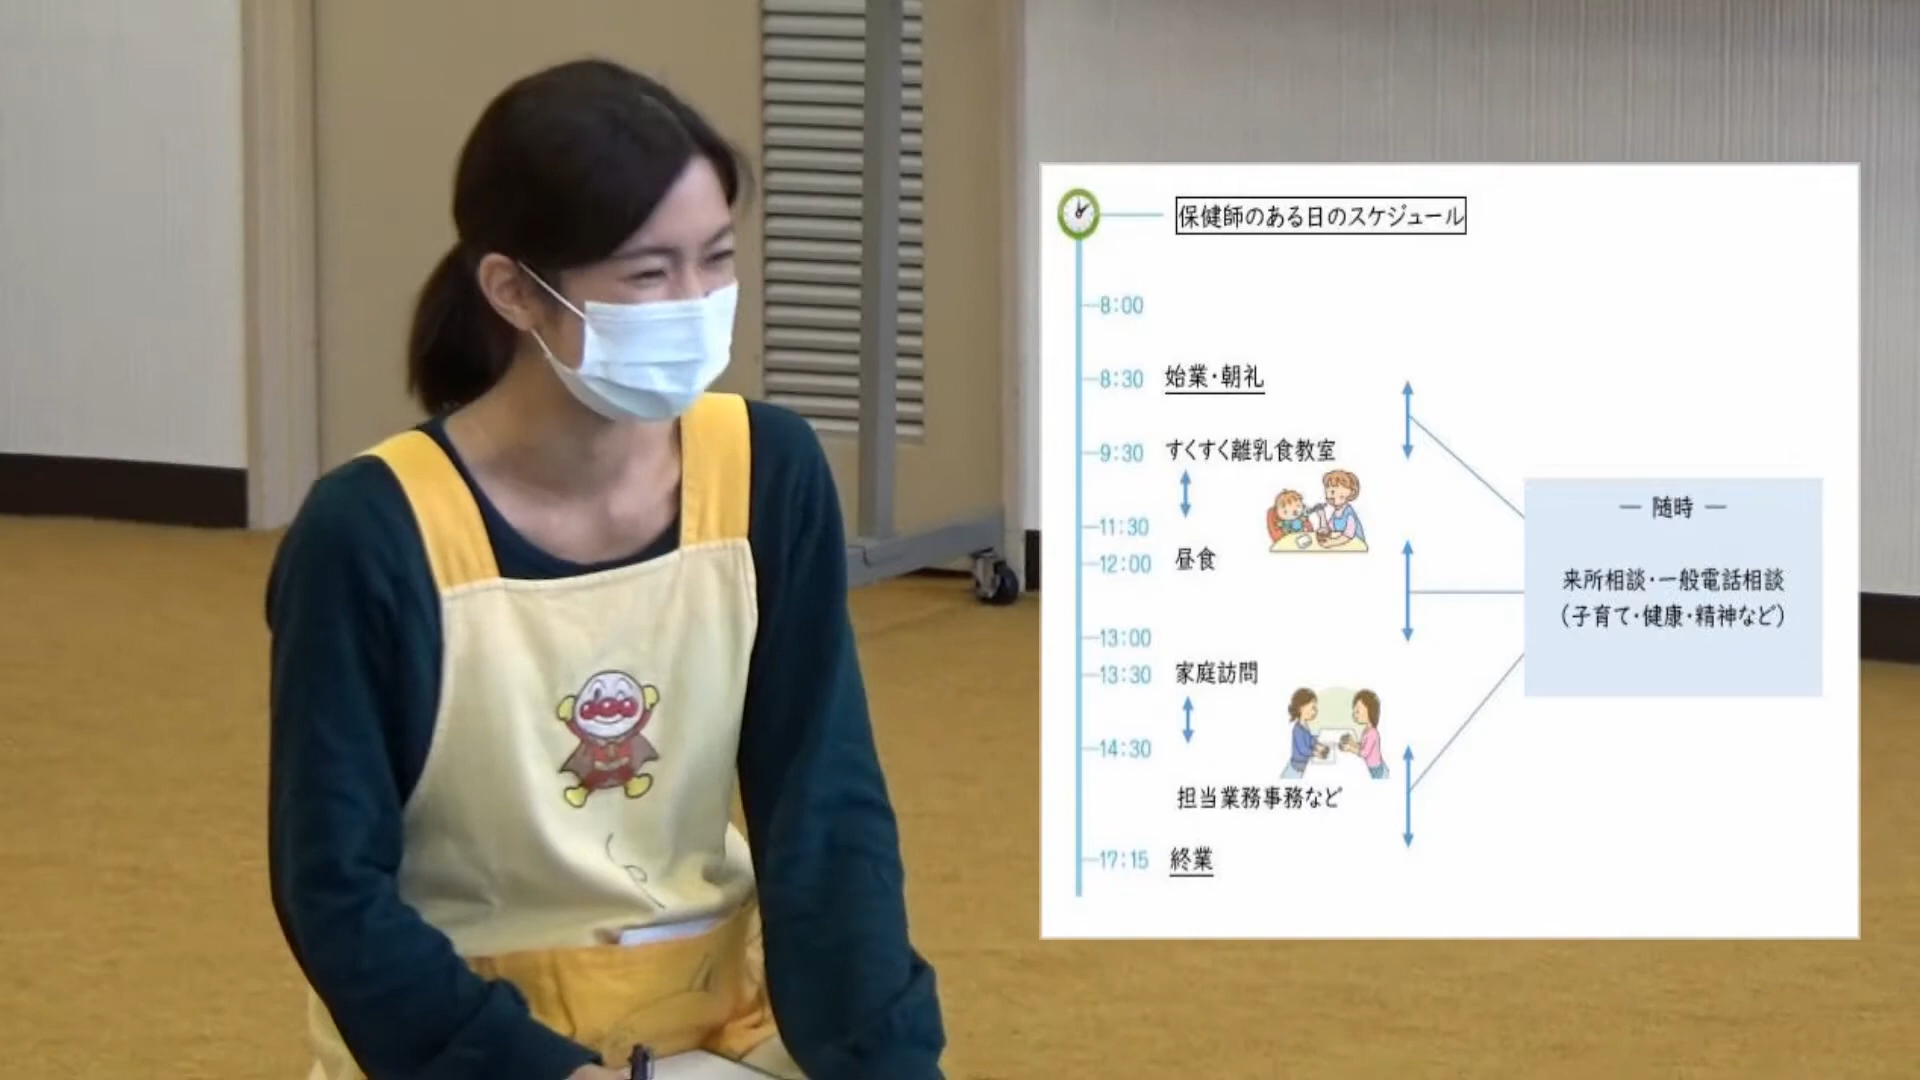 保健師のある日のスケジュール
8:00
8:30 始業・朝礼
9:30 すくすく離乳食教室
11:30
12:00 昼食
13:00
13:30 家庭訪問
14:30
担当業務事務など
17:15 終業
― 随時 ―
来所相談・一般電話相談
(子育て・健康・精神など)